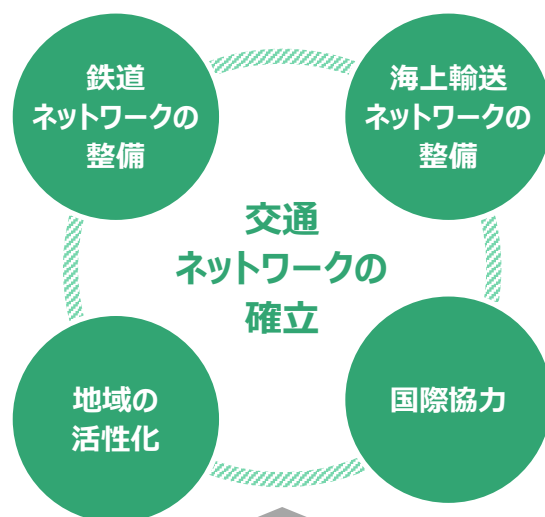 鉄道
ネットワークの
整備
海上輸送
ネットワークの
整備
交通
ネットワークの
確立
地域の
活性化
国際協力